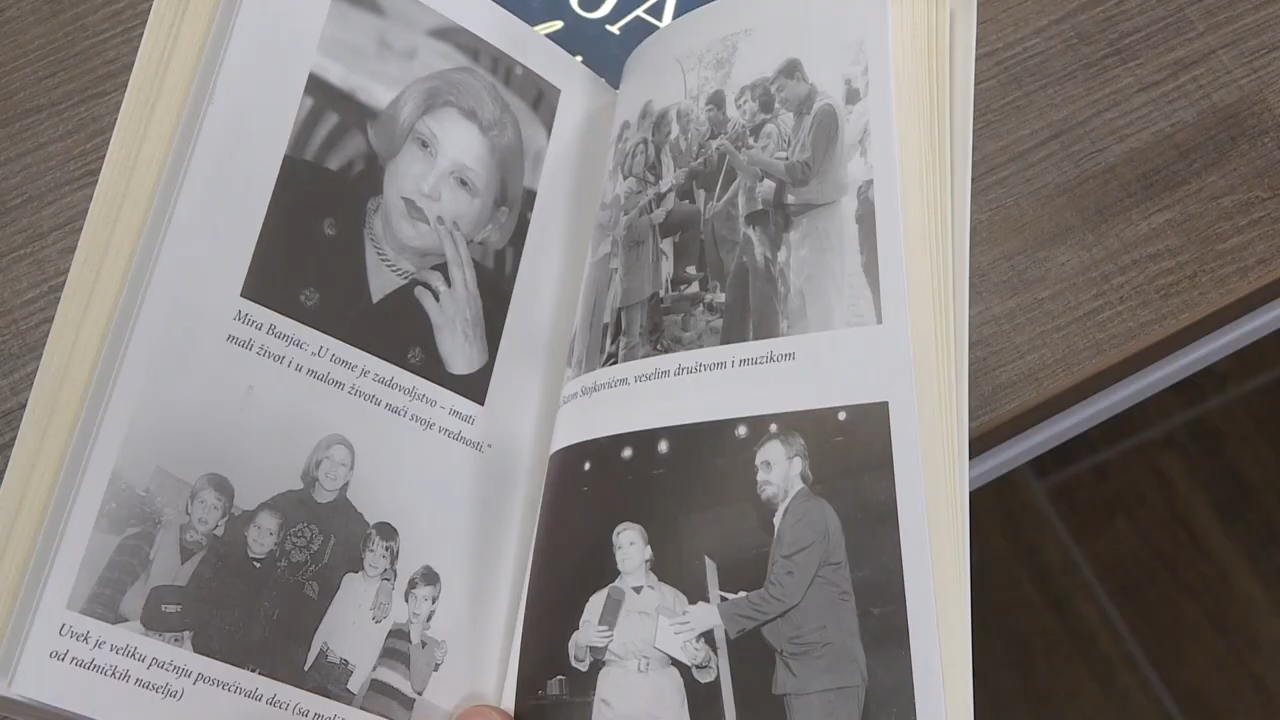 JA
Mira Banjac: „U tome je zadovoljstvo – imati
mali život i u malom životu naći svoje vrednosti.“
Stojkovićem, veselim društvom i muzikom
Uvek je veliku pažnju posvećivala deci (sa
od radničkih naselja)